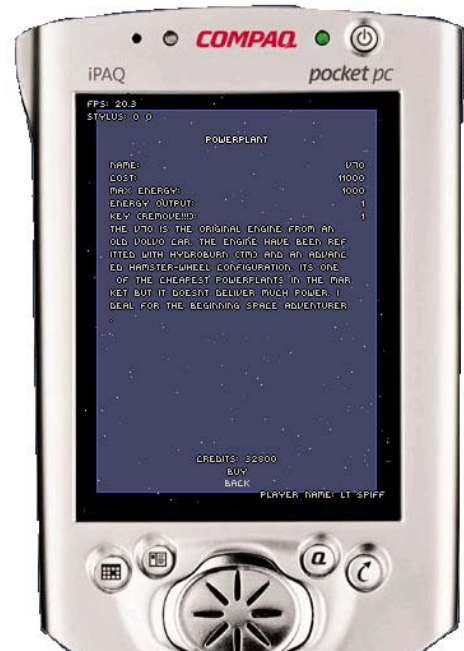 COMPAQ
iPAQ pocket pc
FPS: 20.3
STYLUS: 0 0
POWERPLANT
NAME: V70
COST: 11000
MAX ENERGY: 1000
ENERGY OUTPUT: 1
KEY (REMOVE!!!): 1
THE V70 IS THE ORIGINAL ENGINE FROM AN
OLD VOLVO CAR. THE ENGINE HAVE BEEN REF
ITTED WITH HYDROBURN (TM) AND AN ADVANC
ED HAMSTER-WHEEL CONFIGURATION. ITS ONE
OF THE CHEAPEST POWERPLANTS IN THE MAR
KET BUT IT DOESNT DELIVER MUCH POWER. I
DEAL FOR THE BEGINNING SPACE ADVENTURER
.
CREDITS: 32800
BUY
BACK
PLAYER NAME: LT SPIFF
Q